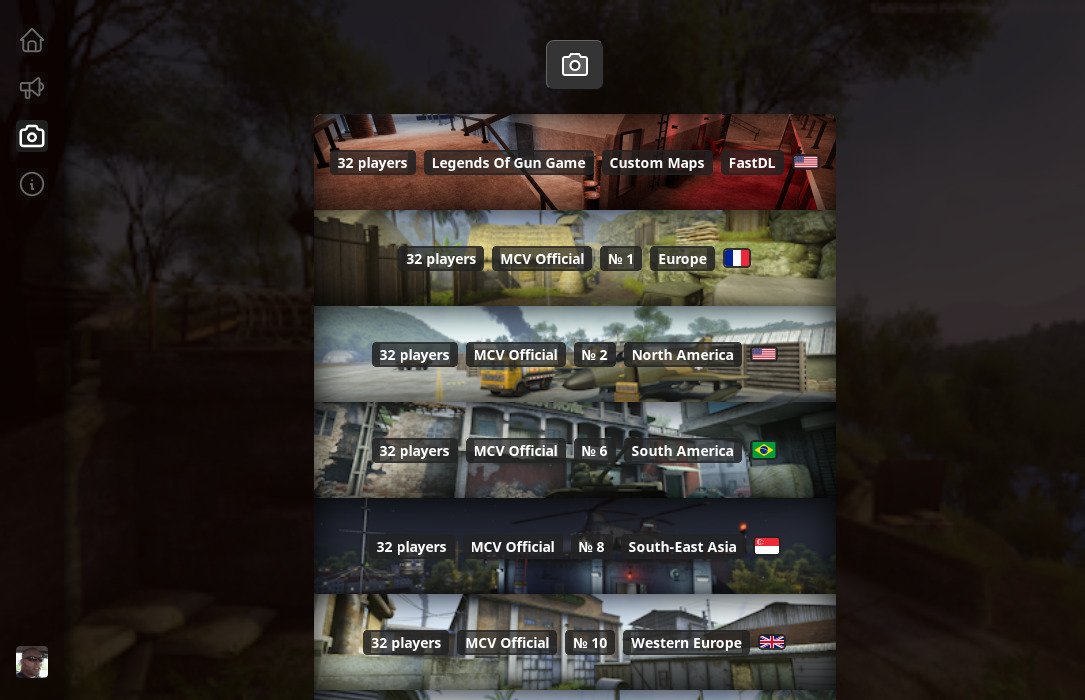 32 players Legends Of Gun Game Custom Maps FastDL
32 players MCV Official № 1 Europe
32 players MCV Official № 2 North America
32 players MCV Official № 6 South America
32 players MCV Official № 8 South-East Asia
32 players MCV Official № 10 Western Europe